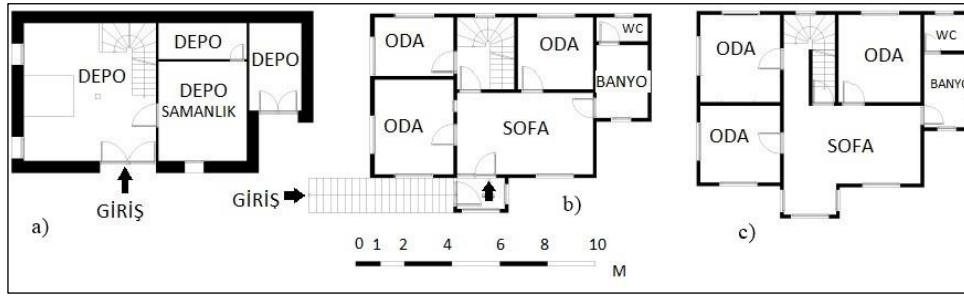 DEPO
DEPO
DEPO
DEPO
SAMANLIK
GİRİŞ
a)
ODA
ODA
WC
BANYO
ODA
SOFA
GİRİŞ
b)
ODA
ODA
WC
BANYO
ODA
SOFA
c)
0 1 2 4 6 8 10
M